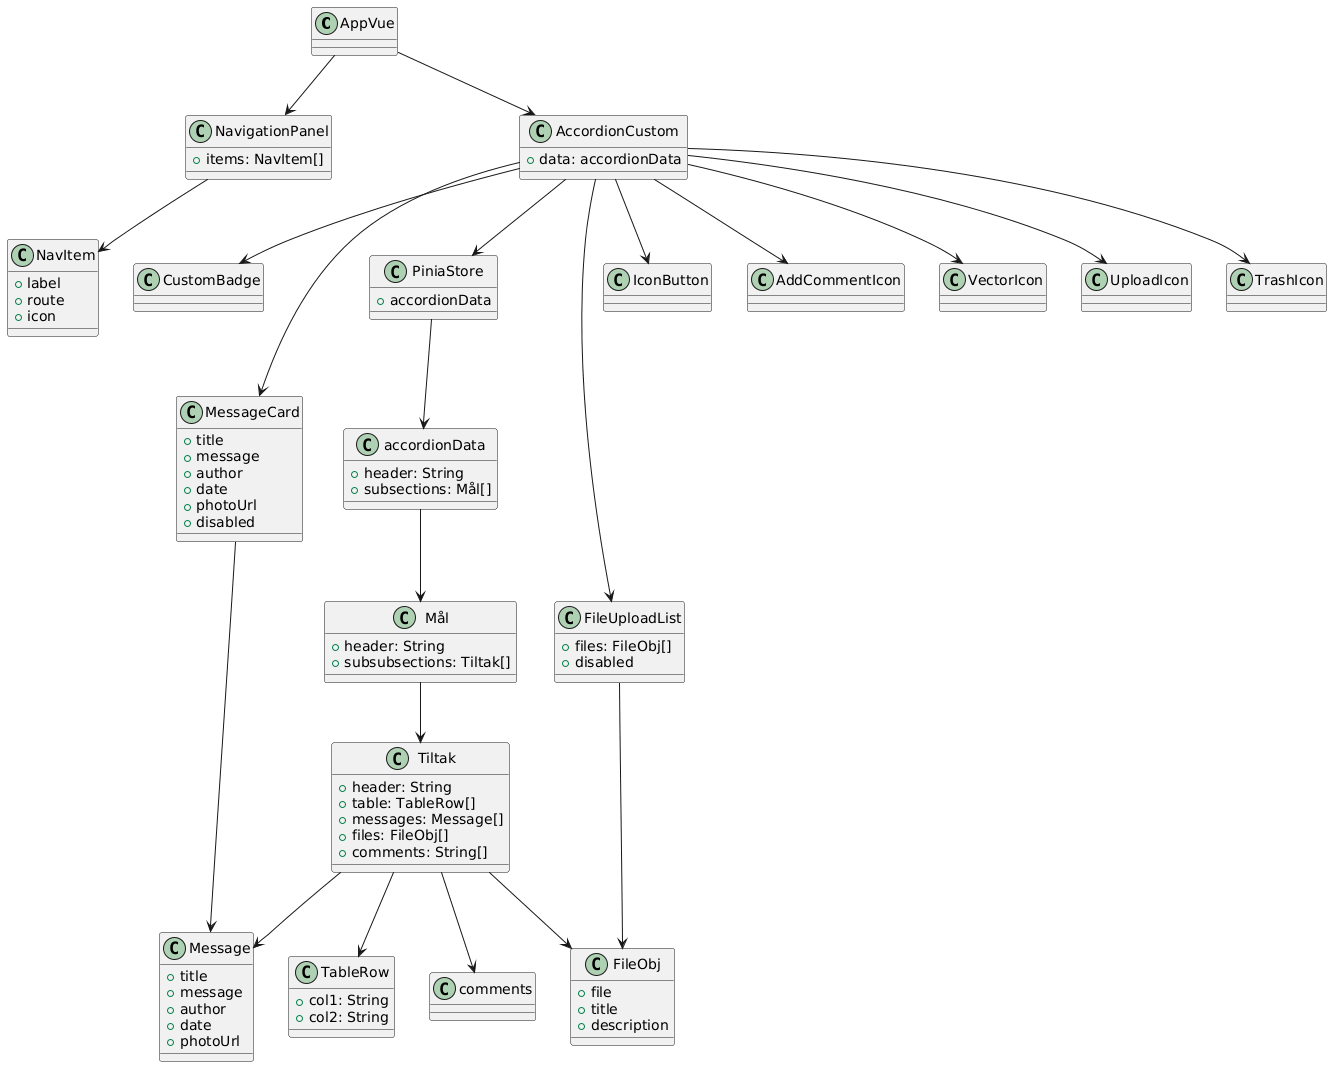 C AppVue
C NavigationPanel
items: NavItem[]
C AccordionCustom
data: accordionData
C NavItem
label
route
icon
C CustomBadge
C PiniaStore
accordionData
C IconButton
C AddCommentIcon
C VectorIcon
C UploadIcon
C TrashIcon
C MessageCard
title
message
author
date
photoUrl
disabled
C accordionData
header: String
subsections: Mål[]
C Mål
header: String
subsubsections: Tiltak[]
C FileUploadList
files: FileObj[]
disabled
C Tiltak
header: String
table: TableRow[]
messages: Message[]
files: FileObj[]
comments: String[]
C Message
title
message
author
date
photoUrl
C TableRow
col1: String
col2: String
C comments
C FileObj
file
title
description